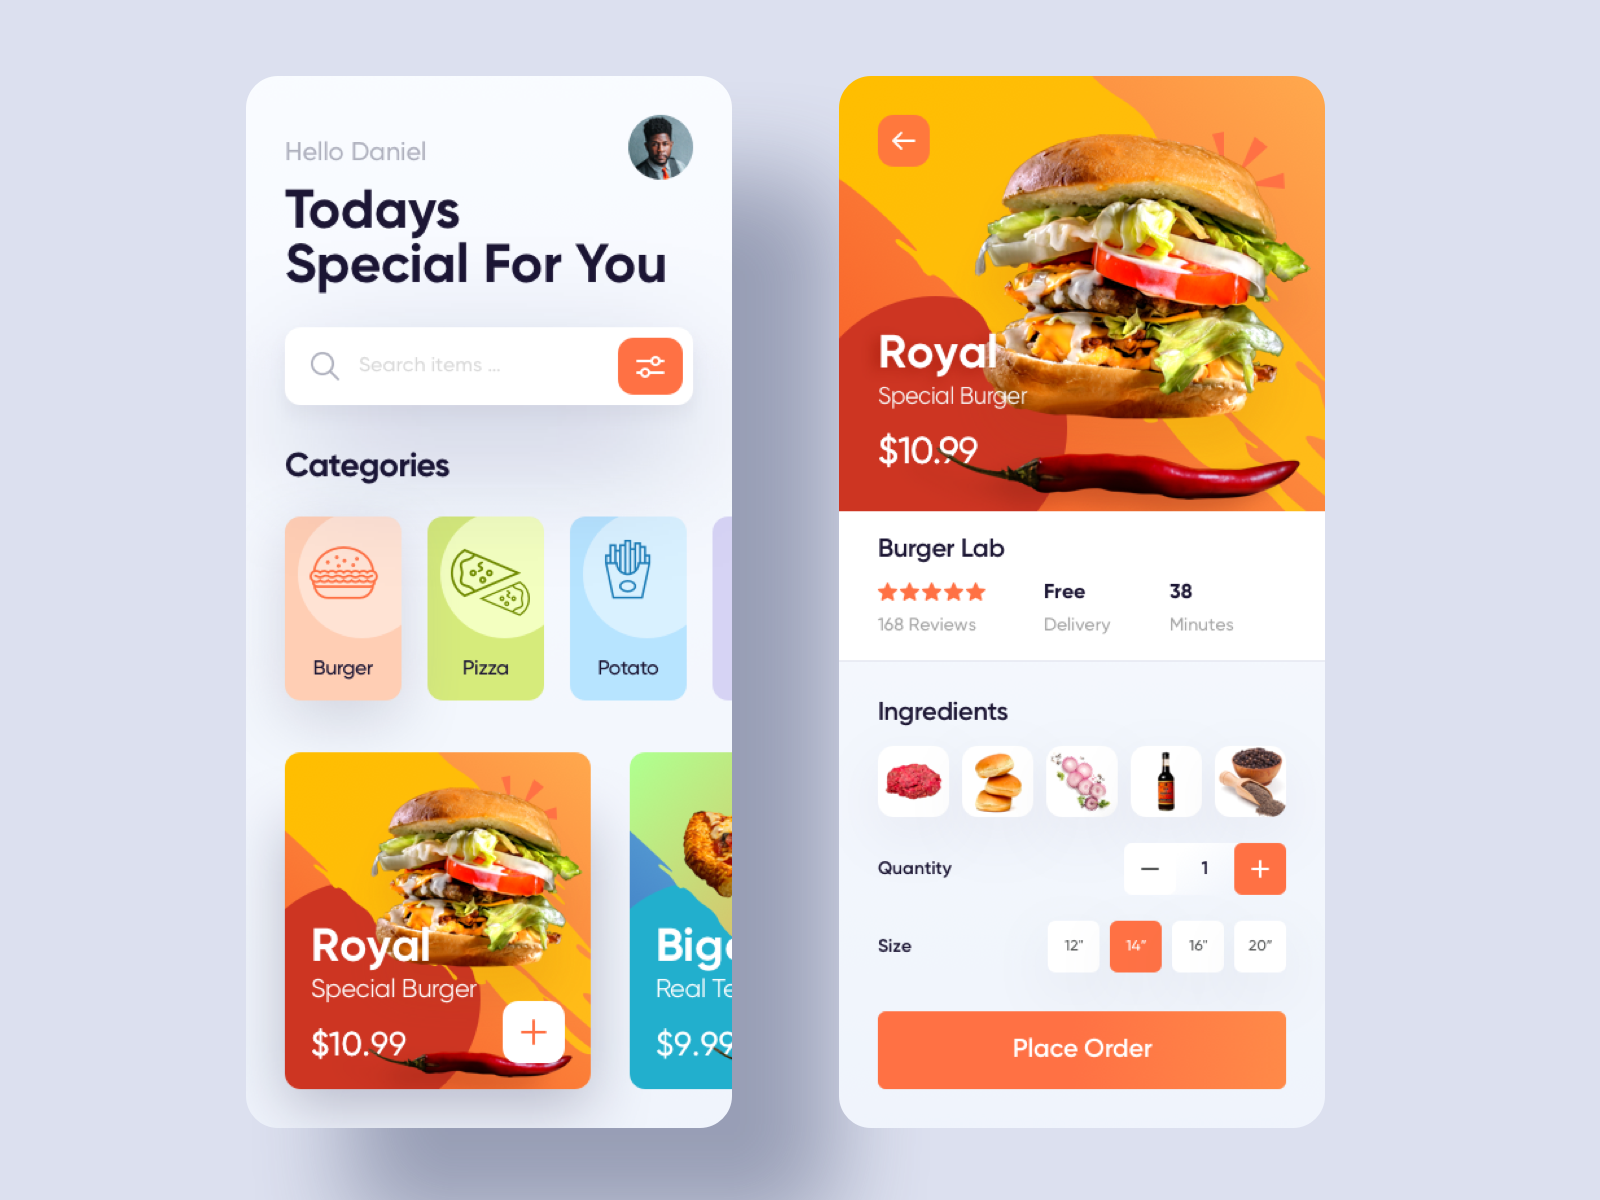 Hello Daniel
Todays
Special For You
Search items ...
Categories
Burger
Pizza
Potato
Royal
Special Burger
$10.99
Real
$9.99
Royal
Special Burger
$10.99
Burger Lab
168 Reviews
Free
Delivery
38
Minutes
Ingredients
Quantity
1
Size
12"
14"
16"
20"
Place Order